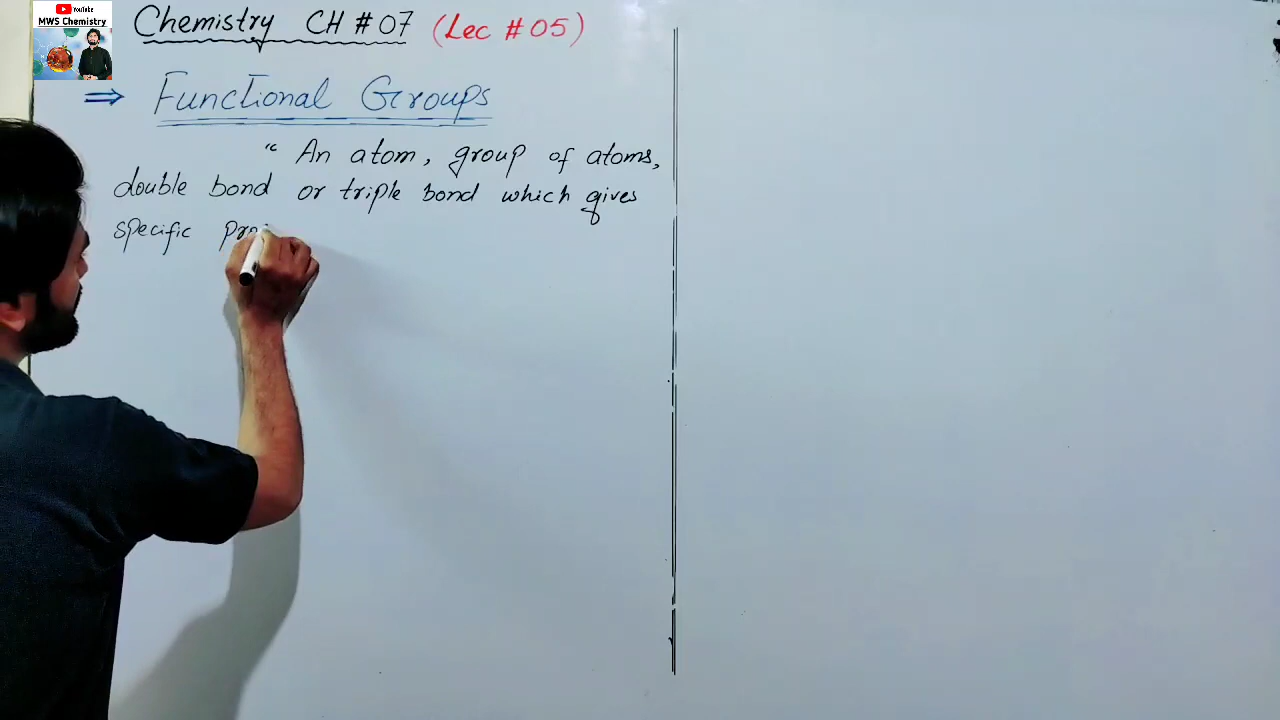 YouTube
MWS Chemistry
Chemistry CH # 07 (Lec # 05)
⇒ Functional Groups
“ An atom, group of atoms,
double bond or triple bond which gives
specific